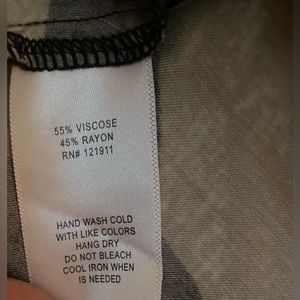 55% VISCOSE
45% RAYON
RN# 121911
HAND WASH COLD
WITH LIKE COLORS
HANG DRY
DO NOT BLEACH
COOL IRON WHEN
IS NEEDED